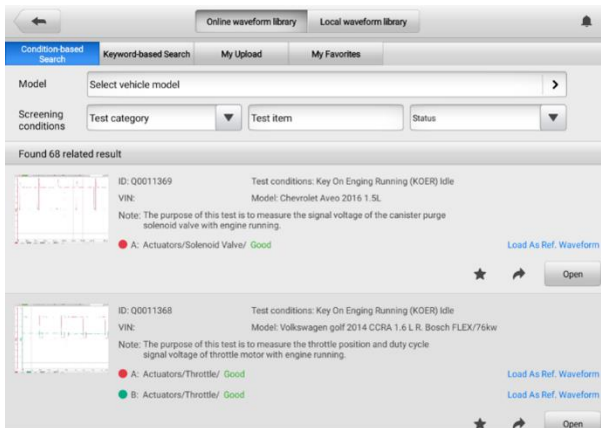 Online waveform library Local waveform library
Condition-based Search Keyword-based Search My Upload My Favorites
Model Select vehicle model
Screening conditions Test category Test item Status
Found 68 related result
ID: Q0011369 Test conditions: Key On Enging Running (KOER) Idle
VIN: Model: Chevrolet Aveo 2016 1.5L
Note: The purpose of this test is to measure the signal voltage of the canister purge
solenoid valve with engine running.
A: Actuators/Solenoid Valve/ Good Load As Ref. Waveform
Open
ID: Q0011368 Test conditions: Key On Enging Running (KOER) Idle
VIN: Model: Volkswagen golf 2014 CCRA 1.6 L R. Bosch FLEX/76kw
Note: The purpose of this test is to measure the throttle position and duty cycle
signal voltage of throttle motor with engine running.
A: Actuators/Throttle/ Good Load As Ref. Waveform
B: Actuators/Throttle/ Good Load As Ref. Waveform
Open